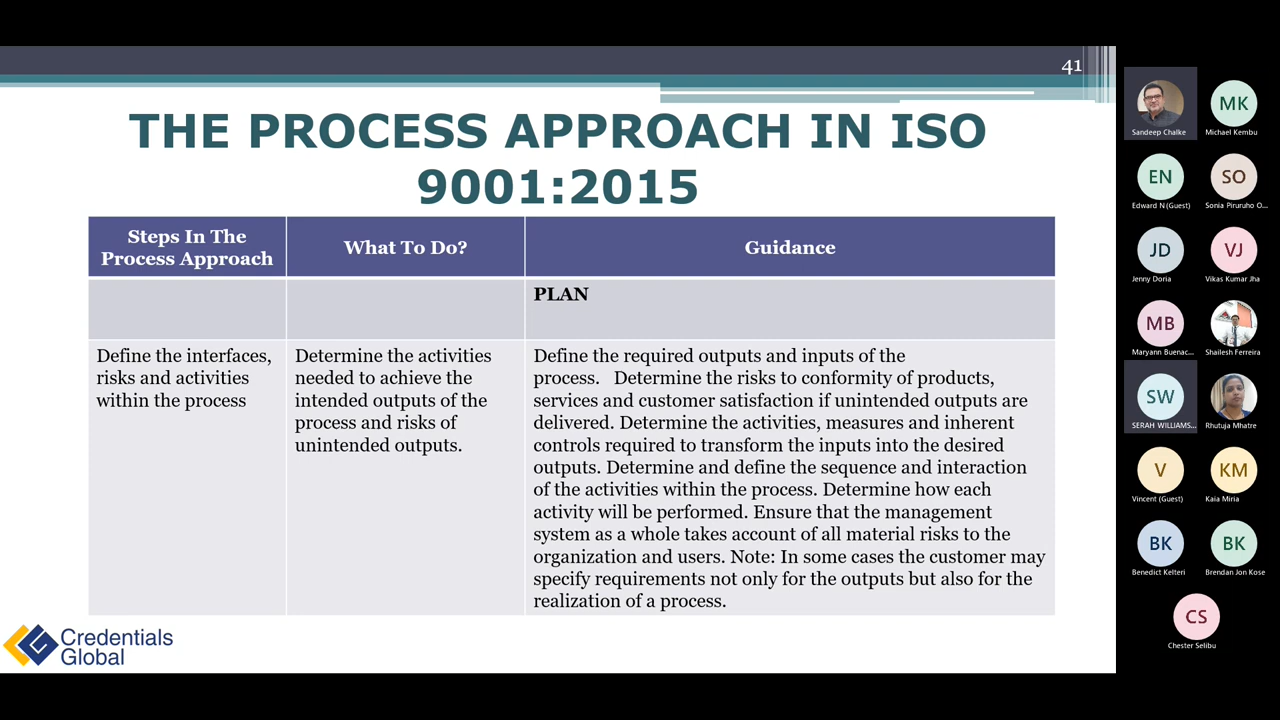 41
THE PROCESS APPROACH IN ISO
9001:2015
Steps In The
Process Approach
What To Do?
Guidance
PLAN
Define the interfaces,
risks and activities
within the process
Determine the activities
needed to achieve the
intended outputs of the
process and risks of
unintended outputs.
Define the required outputs and inputs of the
process.   Determine the risks to conformity of products,
services and customer satisfaction if unintended outputs are
delivered. Determine the activities, measures and inherent
controls required to transform the inputs into the desired
outputs. Determine and define the sequence and interaction
of the activities within the process. Determine how each
activity will be performed. Ensure that the management
system as a whole takes account of all material risks to the
organization and users. Note: In some cases the customer may
specify requirements not only for the outputs but also for the
realization of a process.
Credentials
Global
Sandeep Chalke
MK
Michael Kembu
EN
Edward N (Guest)
SO
Sonia Piruruho O...
JD
Jenny Doria
VJ
Vikas Kumar Jha
MB
Maryann Buenac...
Shailesh Ferreira
SW
SERAH WILLIAMS...
Rhutuja Mhatre
V
Vincent (Guest)
KM
Kaia Miria
BK
Benedict Kelteri
BK
Brendan Jon Kose
CS
Chester Selibu